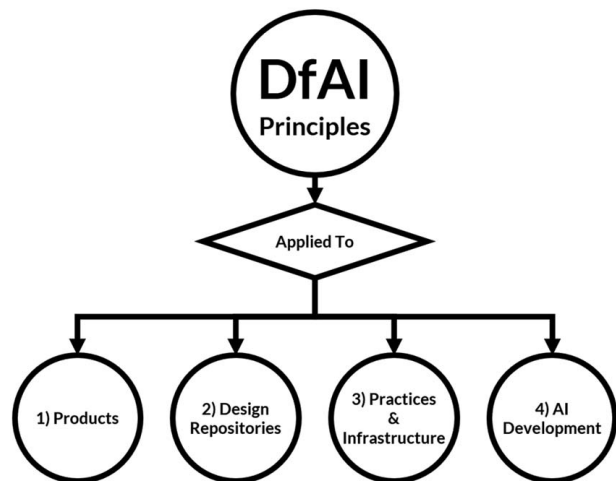 DfAI
Principles
Applied To
1) Products
2) Design
Repositories
3) Practices
&
Infrastructure
4) AI
Development